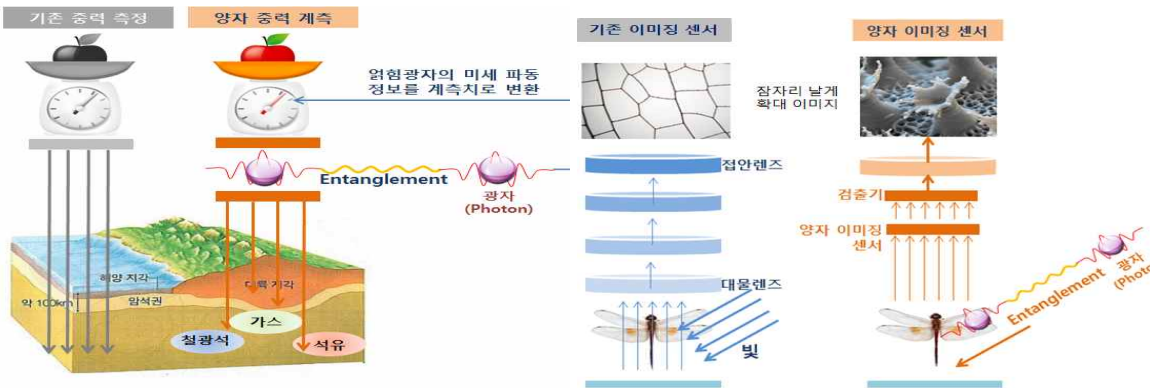 기존 중력 측정
양자 중력 계측
얽힘광자의 미세 파동
정보를 계측치로 변환
Entanglement
광자
(Photon)
해양 지각
대륙 지각
약 100km
암석권
가스
철광석
석유
기존 이미징 센서
양자 이미징 센서
잠자리 날게
확대 이미지
접안렌즈
대물렌즈
빛
검출기
양자 이미징
센서
Entanglement
광자